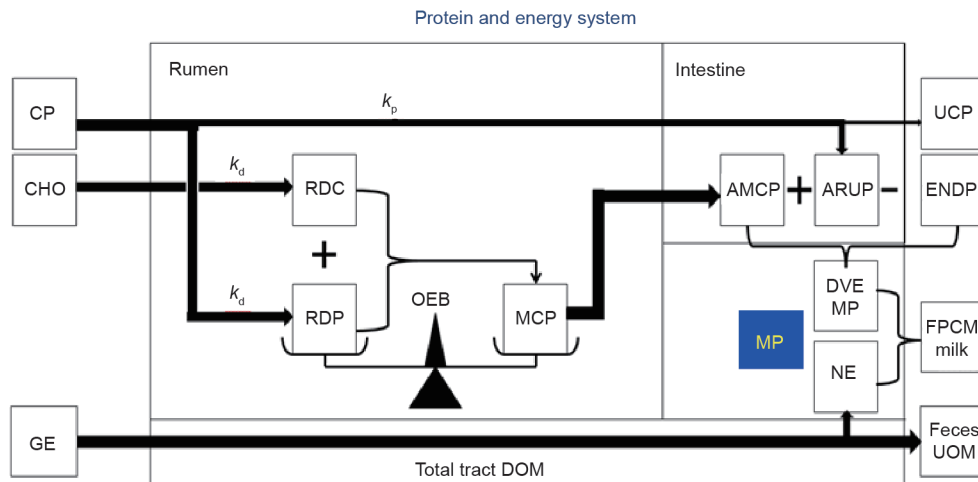 Protein and energy system
Rumen
Intestine
CP
kp
UCP
CHO
kd
RDC
AMCP
+
ARUP
−
ENDP
+
kd
RDP
OEB
MCP
DVE
MP
MP
FPCM
milk
NE
GE
Feces
UOM
Total tract DOM